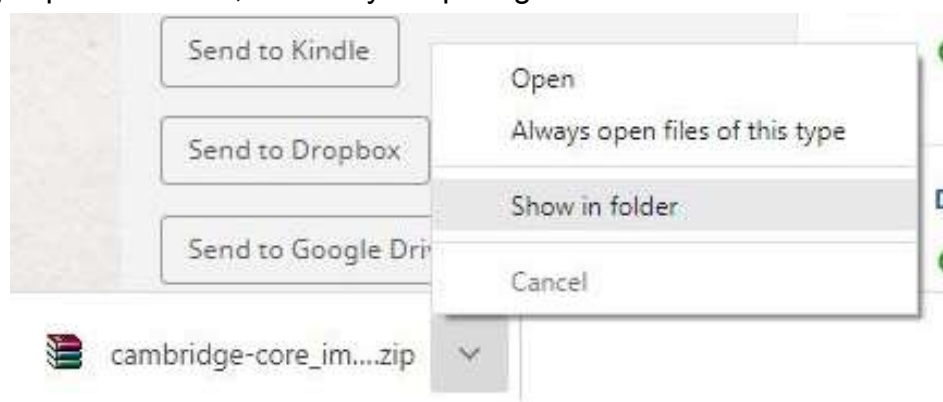 Send to Kindle
Open
Always open files of this type
Send to Dropbox
Show in folder
Send to Google Dri
Cancel
cambridge-core_im....zip